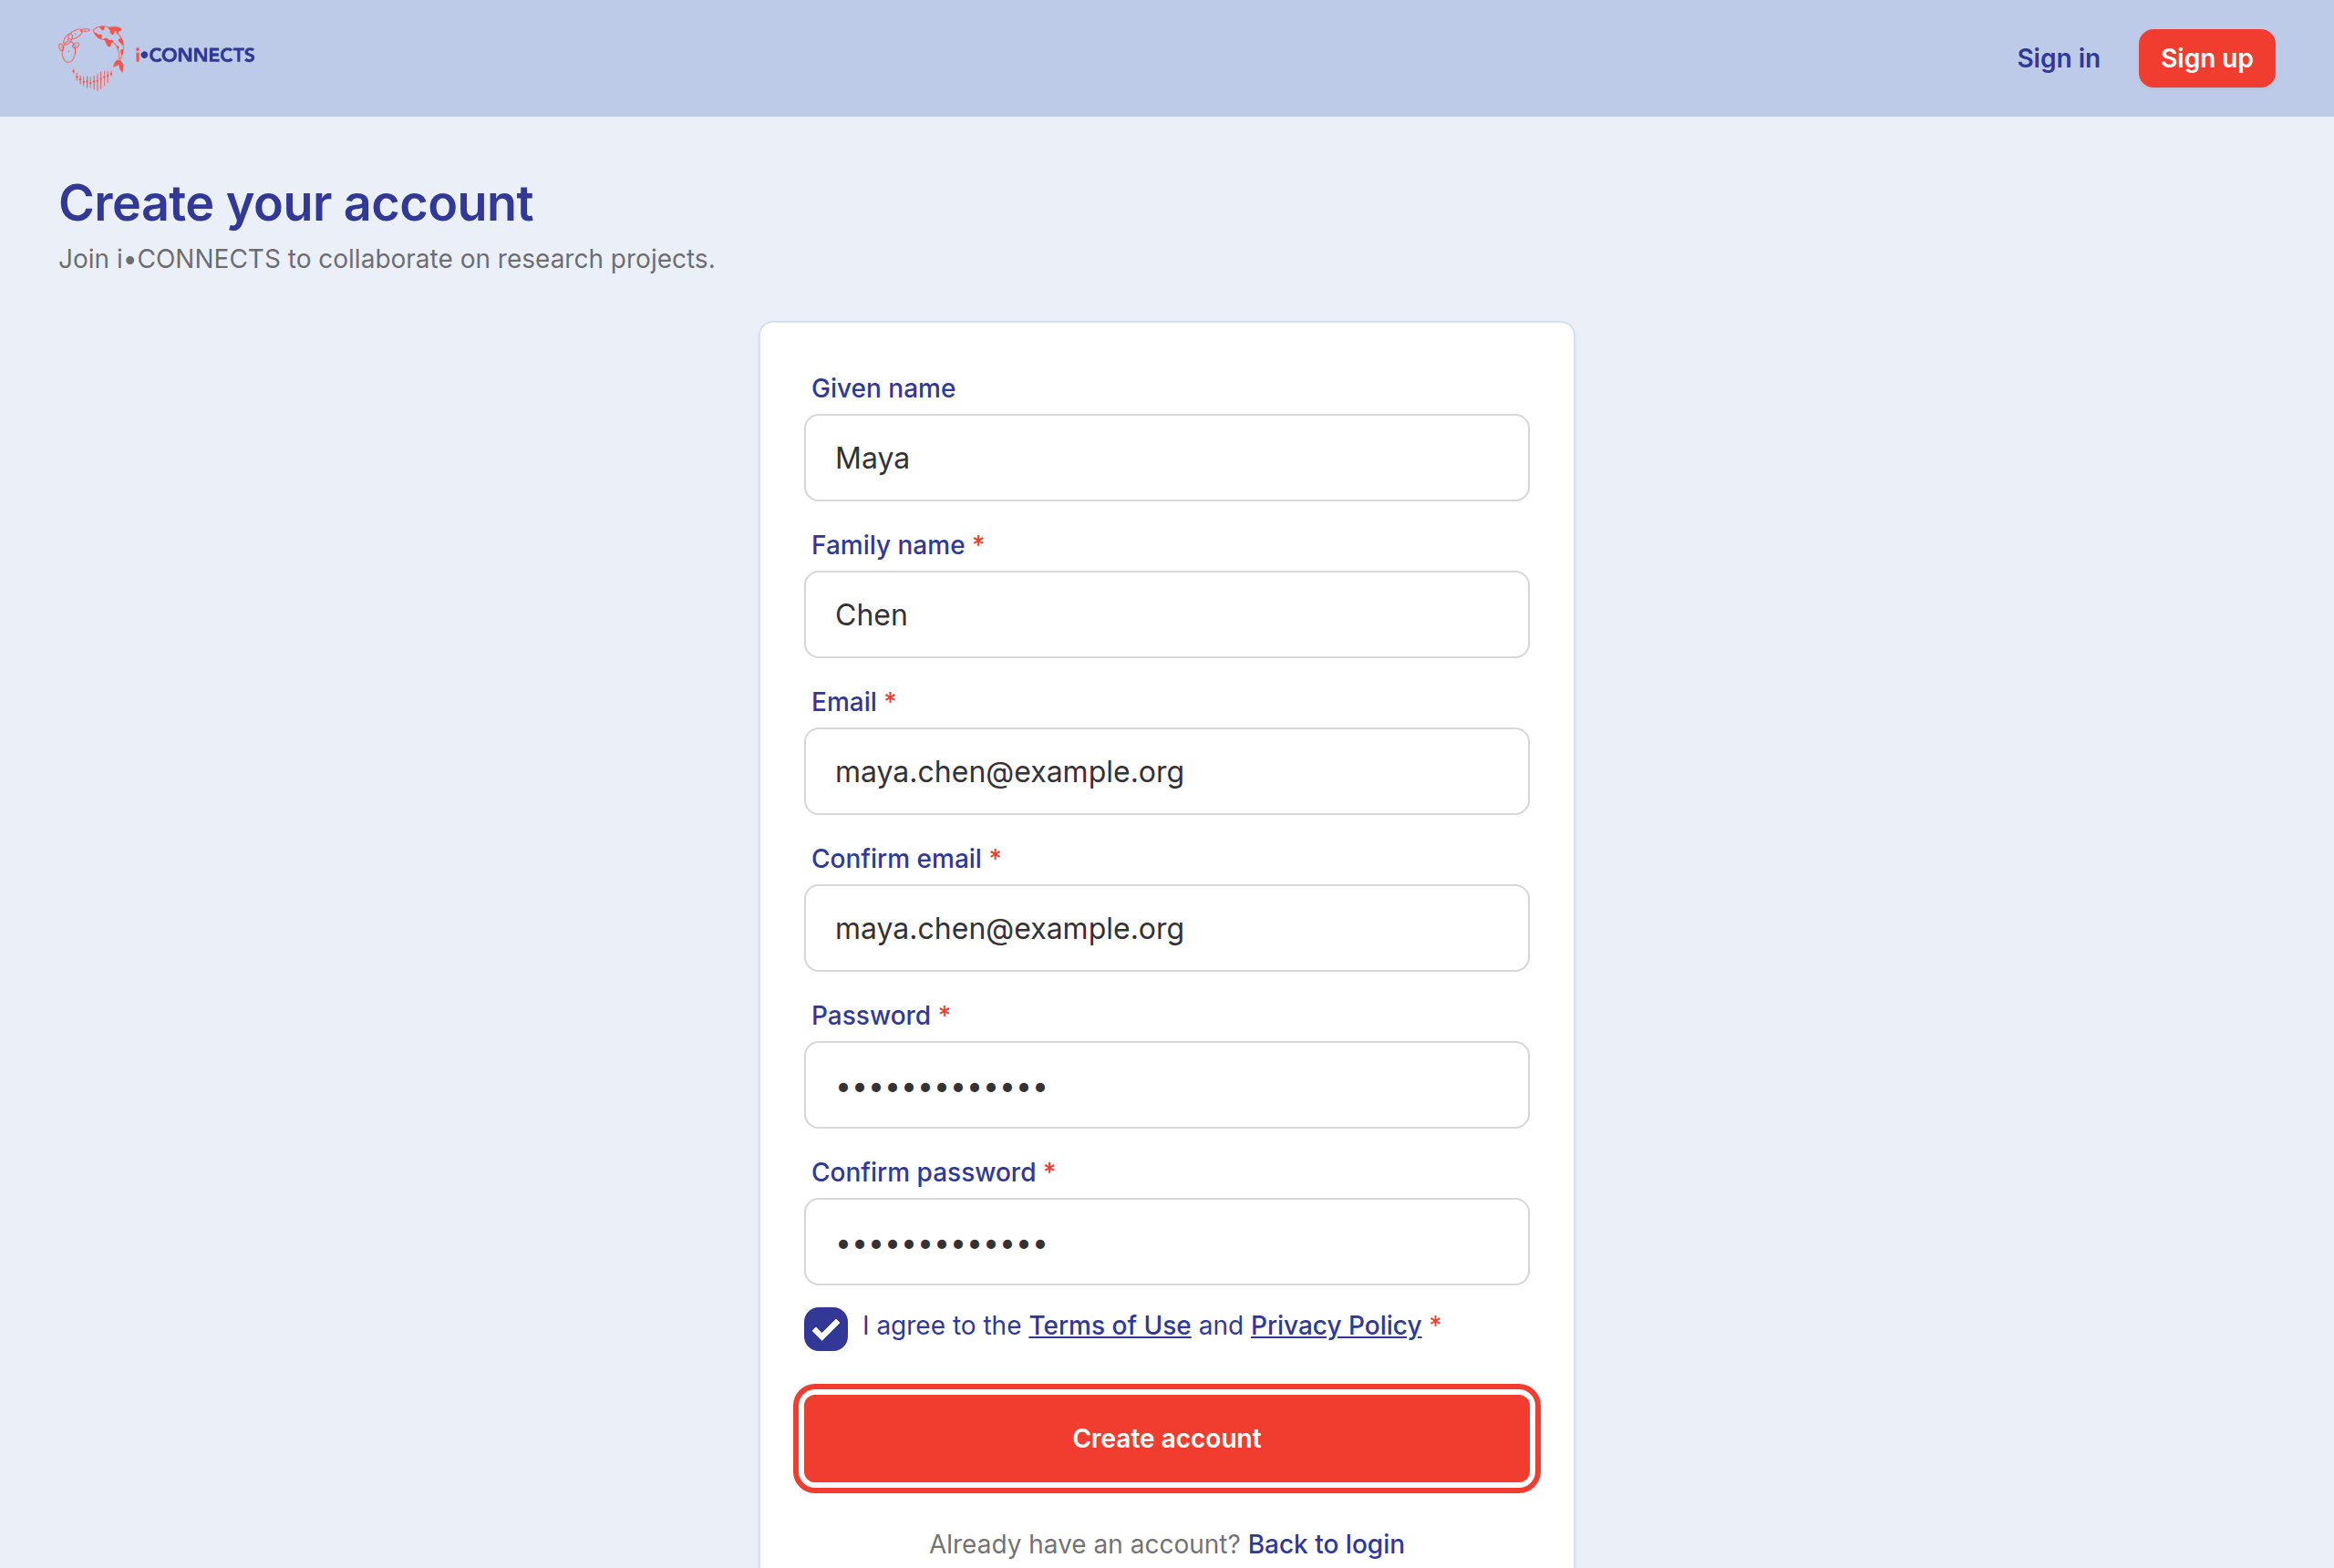 i•CONNECTS
Sign in
Sign up
Create your account
Join i•CONNECTS to collaborate on research projects.
Given name
Maya
Family name *
Chen
Email *
maya.chen@example.org
Confirm email *
maya.chen@example.org
Password *
•••••••••••••
Confirm password *
•••••••••••••
I agree to the Terms of Use and Privacy Policy *
Create account
Already have an account? Back to login